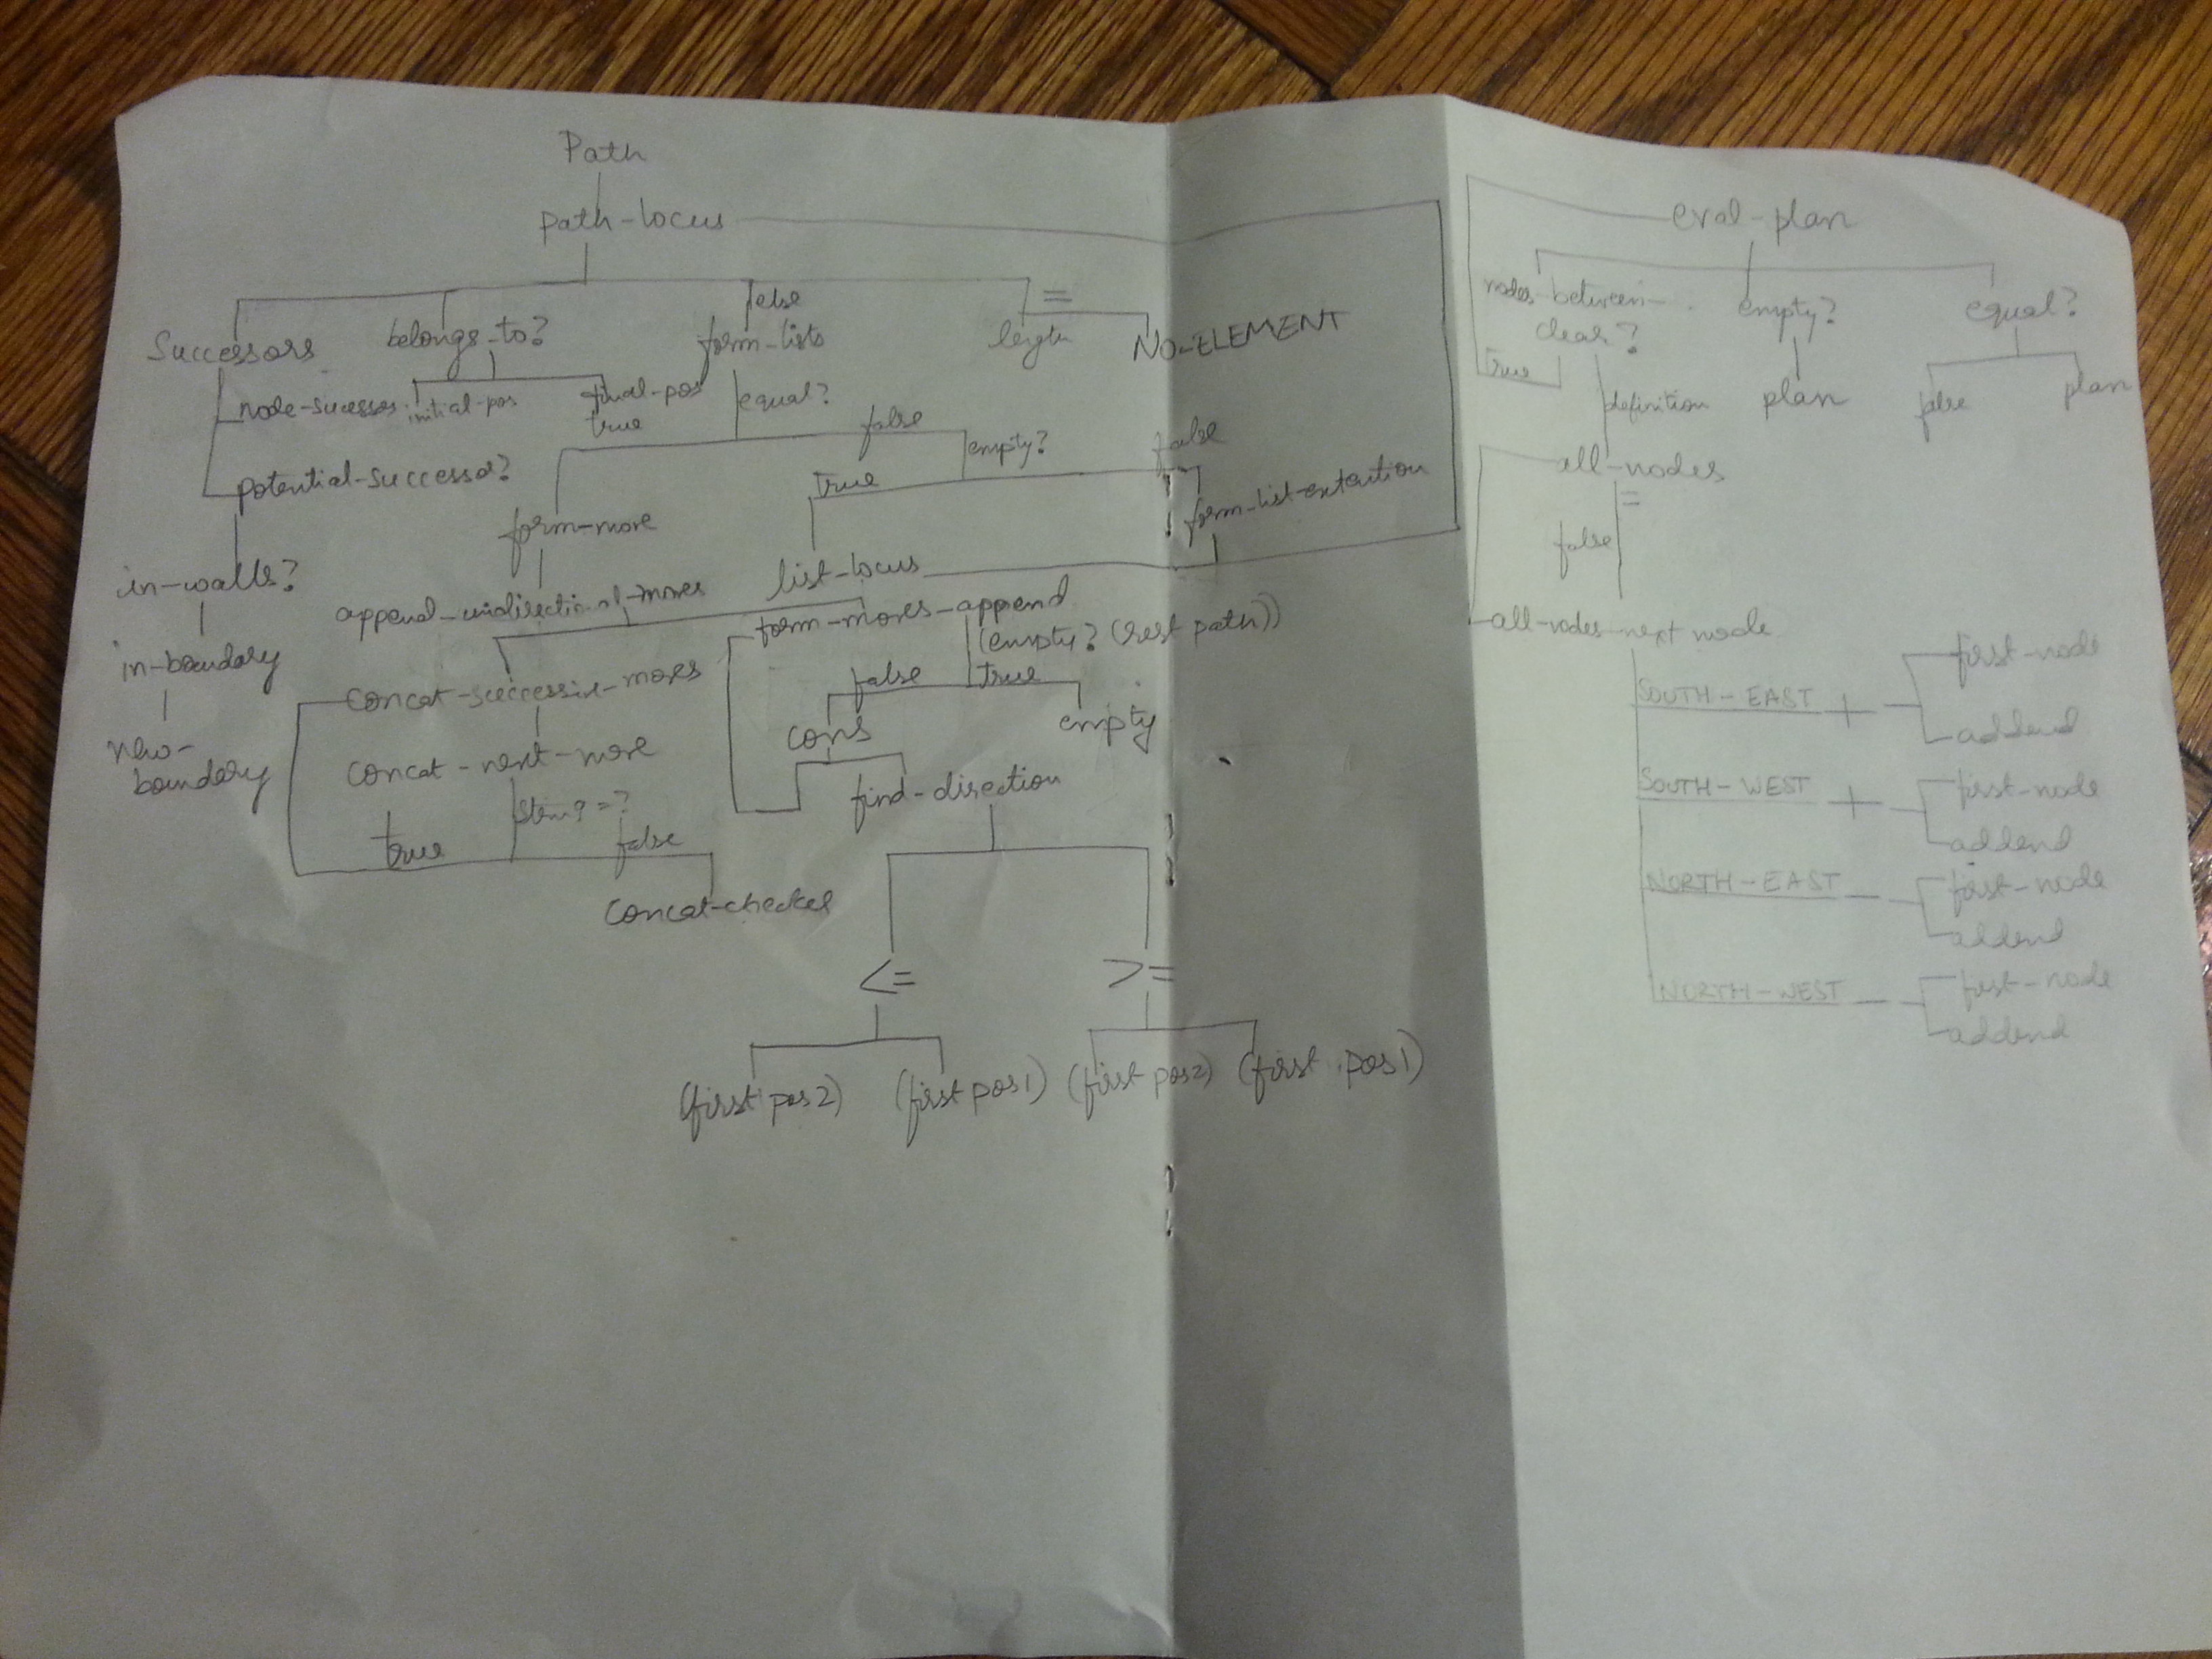 Path
path-locus
Successors
belongs-to?
else
form-lists
=
length
NO-ELEMENT
node-sucessor
initial-pos
final-pos
true
equal?
false
empty?
false
potential-successor?
true
form-list-extention
form-more
in-walls?
list-locus
append-unidirectional-moves
form-moves-append
(empty? (rest path))
in-boundary
concat-successive-moves
false
true
cons
empty
new-
boundary
concat-next-move
find-direction
true
false
concat-checker
<=
>=
(first pos2)
(first pos1)
(first pos2)
(first pos1)
eval-plan
nodes-between-
clear?
empty?
equal?
true
definition
plan
false
plan
all-nodes
=
false
all-nodes-next node
SOUTH-EAST
+
first-node
addend
SOUTH-WEST
+
first-node
addend
NORTH-EAST
-
first-node
addend
NORTH-WEST
-
first-node
addend